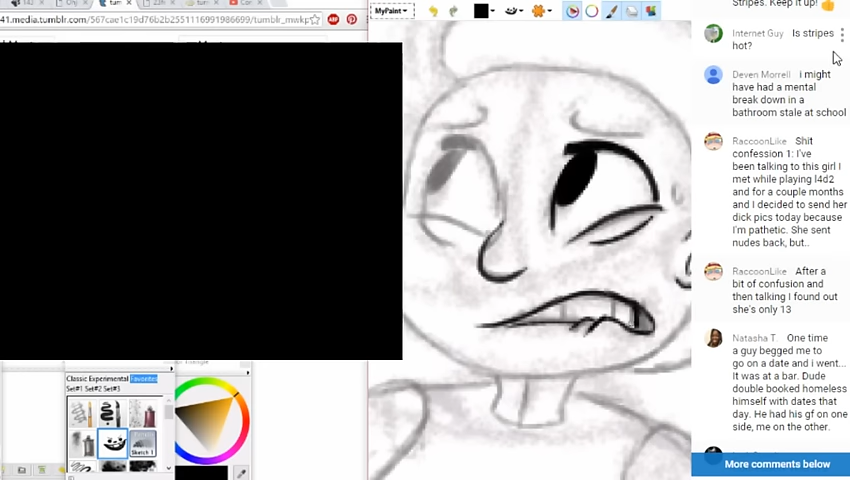 41.media.tumblr.com/567cae1c19d76b2b2551116991986699/tumblr_mwkp
MyPaint
Classic Experimental Favorites
Set#1 Set#2 Set#3
Sketch 1
Stripes. Keep it up! 👍
Internet Guy Is stripes
hot?
Deven Morrell i might
have had a mental
break down in a
bathroom stale at school
RaccoonLike Shit
confession 1: I've
been talking to this girl I
met while playing l4d2
and for a couple months
and I decided to send her
dick pics today because
I'm pathetic. She sent
nudes back, but..
RaccoonLike After a
bit of confusion and
then talking I found out
she's only 13
Natasha T. One time
a guy begged me to
go on a date and i went...
It was at a bar. Dude
double booked homeless
himself with dates that
day. He had his gf on one
side, me on the other.
More comments below